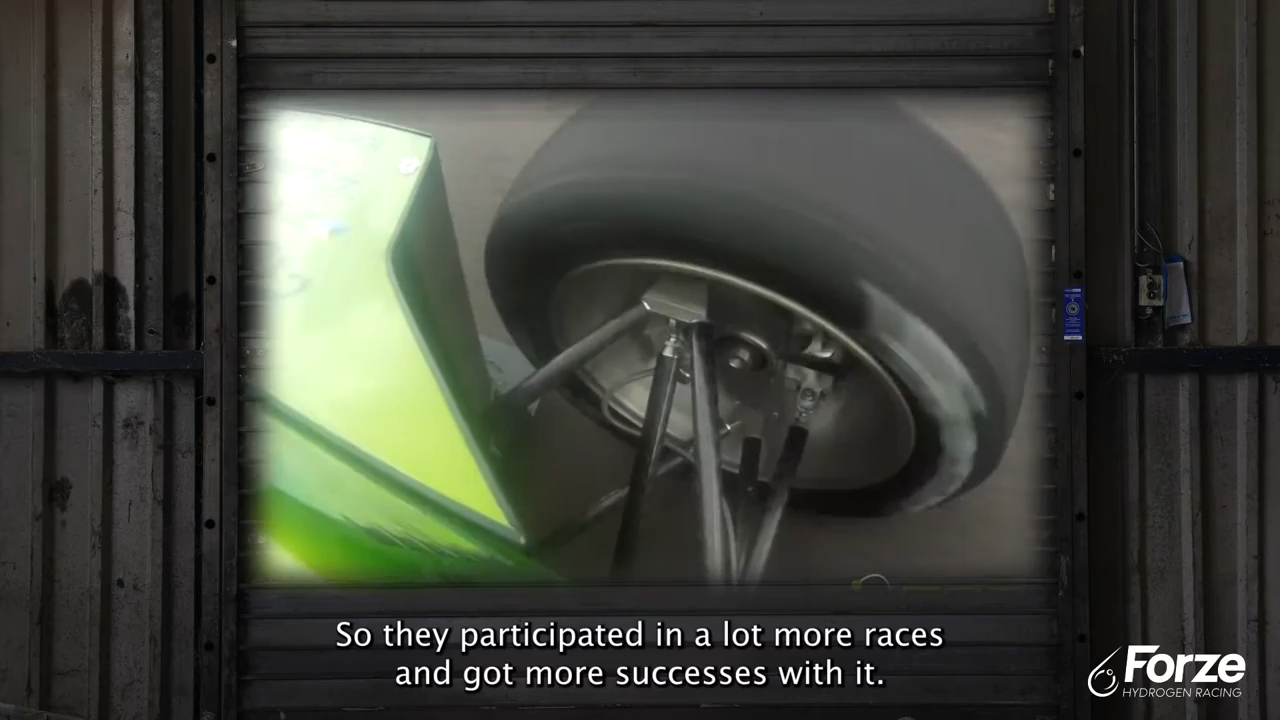 So they participated in a lot more races
and got more successes with it.
Forze
HYDROGEN RACING